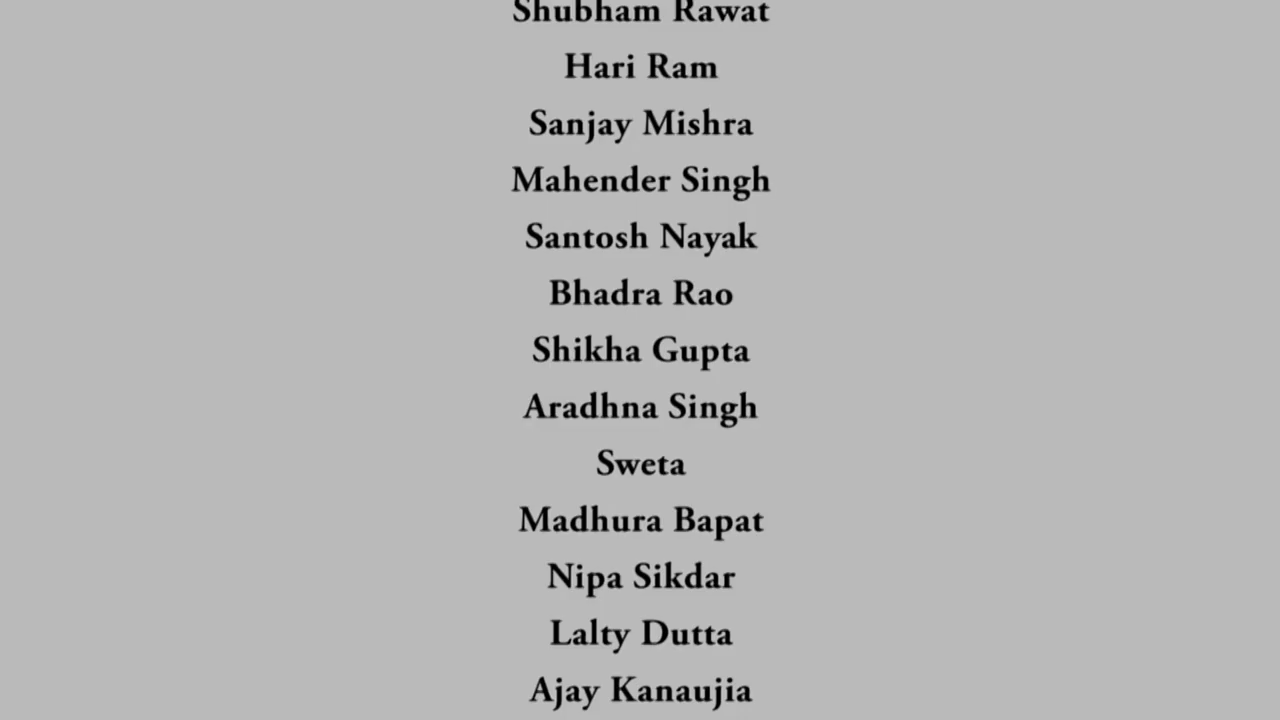 Shubham Rawat
Hari Ram
Sanjay Mishra
Mahender Singh
Santosh Nayak
Bhadra Rao
Shikha Gupta
Aradhna Singh
Sweta
Madhura Bapat
Nipa Sikdar
Lalty Dutta
Ajay Kanaujia